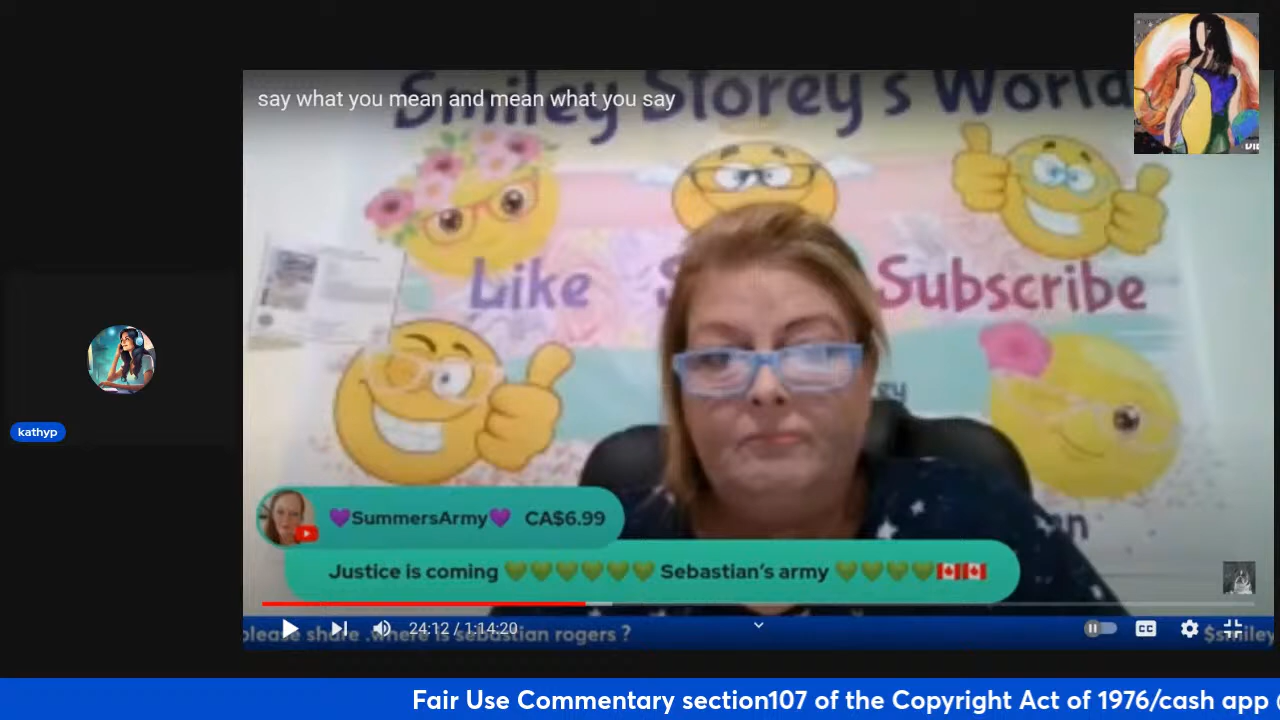 say what you mean and mean what you say
Smiley Storey's World
Like
Subscribe
💜SummersArmy💜 CA$6.99
Justice is coming 💚💚💚💚💚💚 Sebastian's army 💚💚💚💚🇨🇦🇨🇦
24:12 / 1:14:20
CC
please share .where is sebastian rogers ?
$smiley
kathyp
Fair Use Commentary section107 of the Copyright Act of 1976/cash app